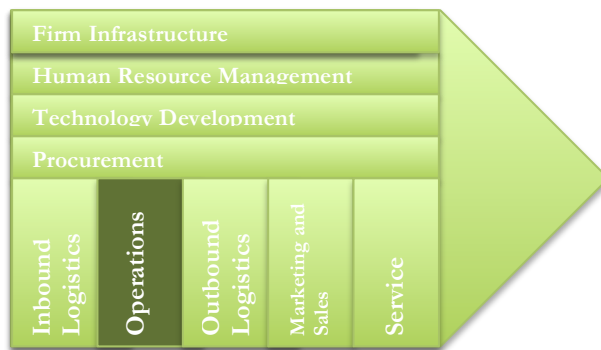 Firm Infrastructure
Human Resource Management
Technology Development
Procurement
Inbound
Logistics
Operations
Outbound
Logistics
Marketing and
Sales
Service